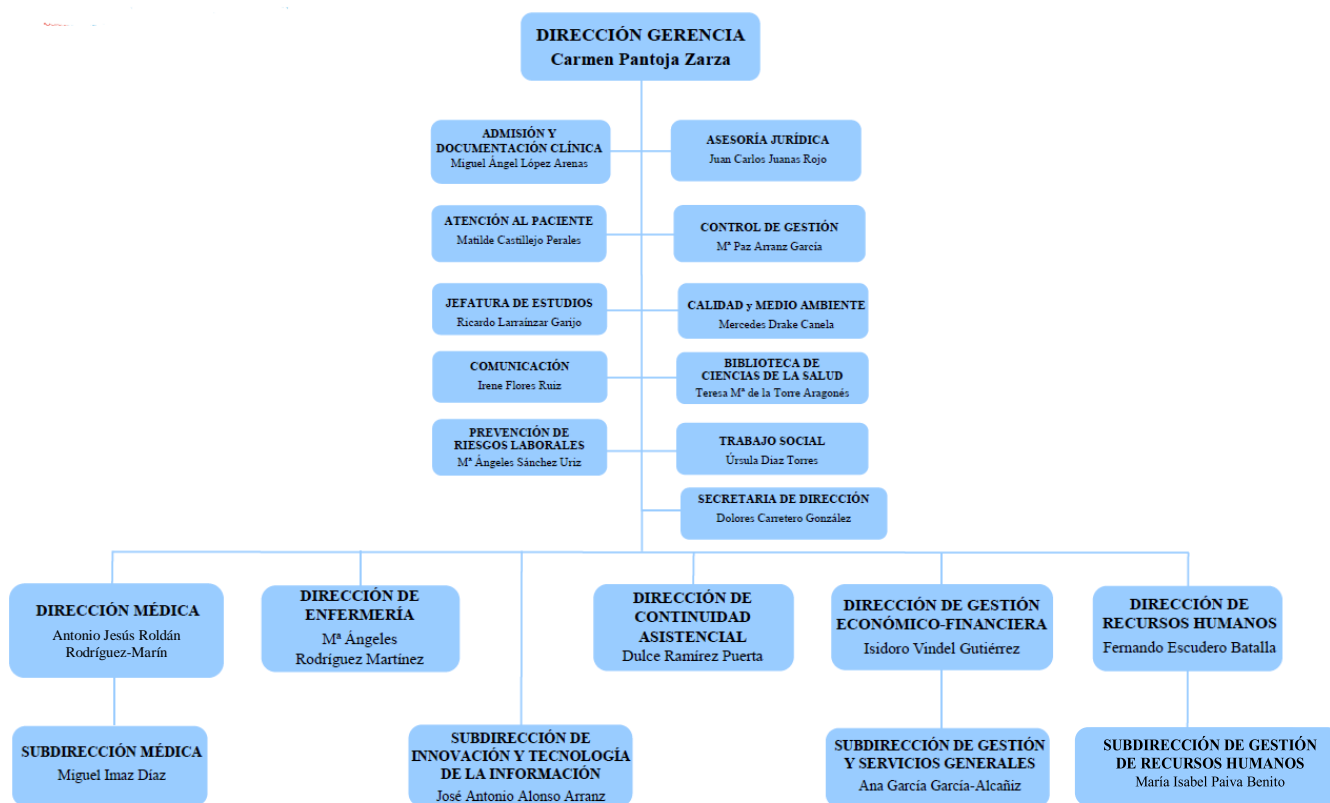 DIRECCIÓN GERENCIA
Carmen Pantoja Zarza
ADMISIÓN Y
DOCUMENTACIÓN CLÍNICA
Miguel Ángel López Arenas
ASESORÍA JURÍDICA
Juan Carlos Juanas Rojo
ATENCIÓN AL PACIENTE
Matilde Castillejo Perales
CONTROL DE GESTIÓN
Mª Paz Arranz García
JEFATURA DE ESTUDIOS
Ricardo Larraínzar Garijo
CALIDAD y MEDIO AMBIENTE
Mercedes Drake Canela
COMUNICACIÓN
Irene Flores Ruiz
BIBLIOTECA DE
CIENCIAS DE LA SALUD
Teresa Mª de la Torre Aragonés
PREVENCIÓN DE
RIESGOS LABORALES
Mª Ángeles Sánchez Uriz
TRABAJO SOCIAL
Úrsula Díaz Torres
SECRETARIA DE DIRECCIÓN
Dolores Carretero González
DIRECCIÓN MÉDICA
Antonio Jesús Roldán
Rodríguez-Marín
DIRECCIÓN DE
ENFERMERÍA
Mª Ángeles
Rodríguez Martínez
DIRECCIÓN DE
CONTINUIDAD
ASISTENCIAL
Dulce Ramírez Puerta
DIRECCIÓN DE GESTIÓN
ECONÓMICO-FINANCIERA
Isidoro Vindel Gutiérrez
DIRECCIÓN DE
RECURSOS HUMANOS
Fernando Escudero Batalla
SUBDIRECCIÓN MÉDICA
Miguel Imaz Díaz
SUBDIRECCIÓN DE
INNOVACIÓN Y TECNOLOGÍA
DE LA INFORMACIÓN
José Antonio Alonso Arranz
SUBDIRECCIÓN DE GESTIÓN
Y SERVICIOS GENERALES
Ana García García-Alcañiz
SUBDIRECCIÓN DE GESTIÓN
DE RECURSOS HUMANOS
María Isabel Paiva Benito